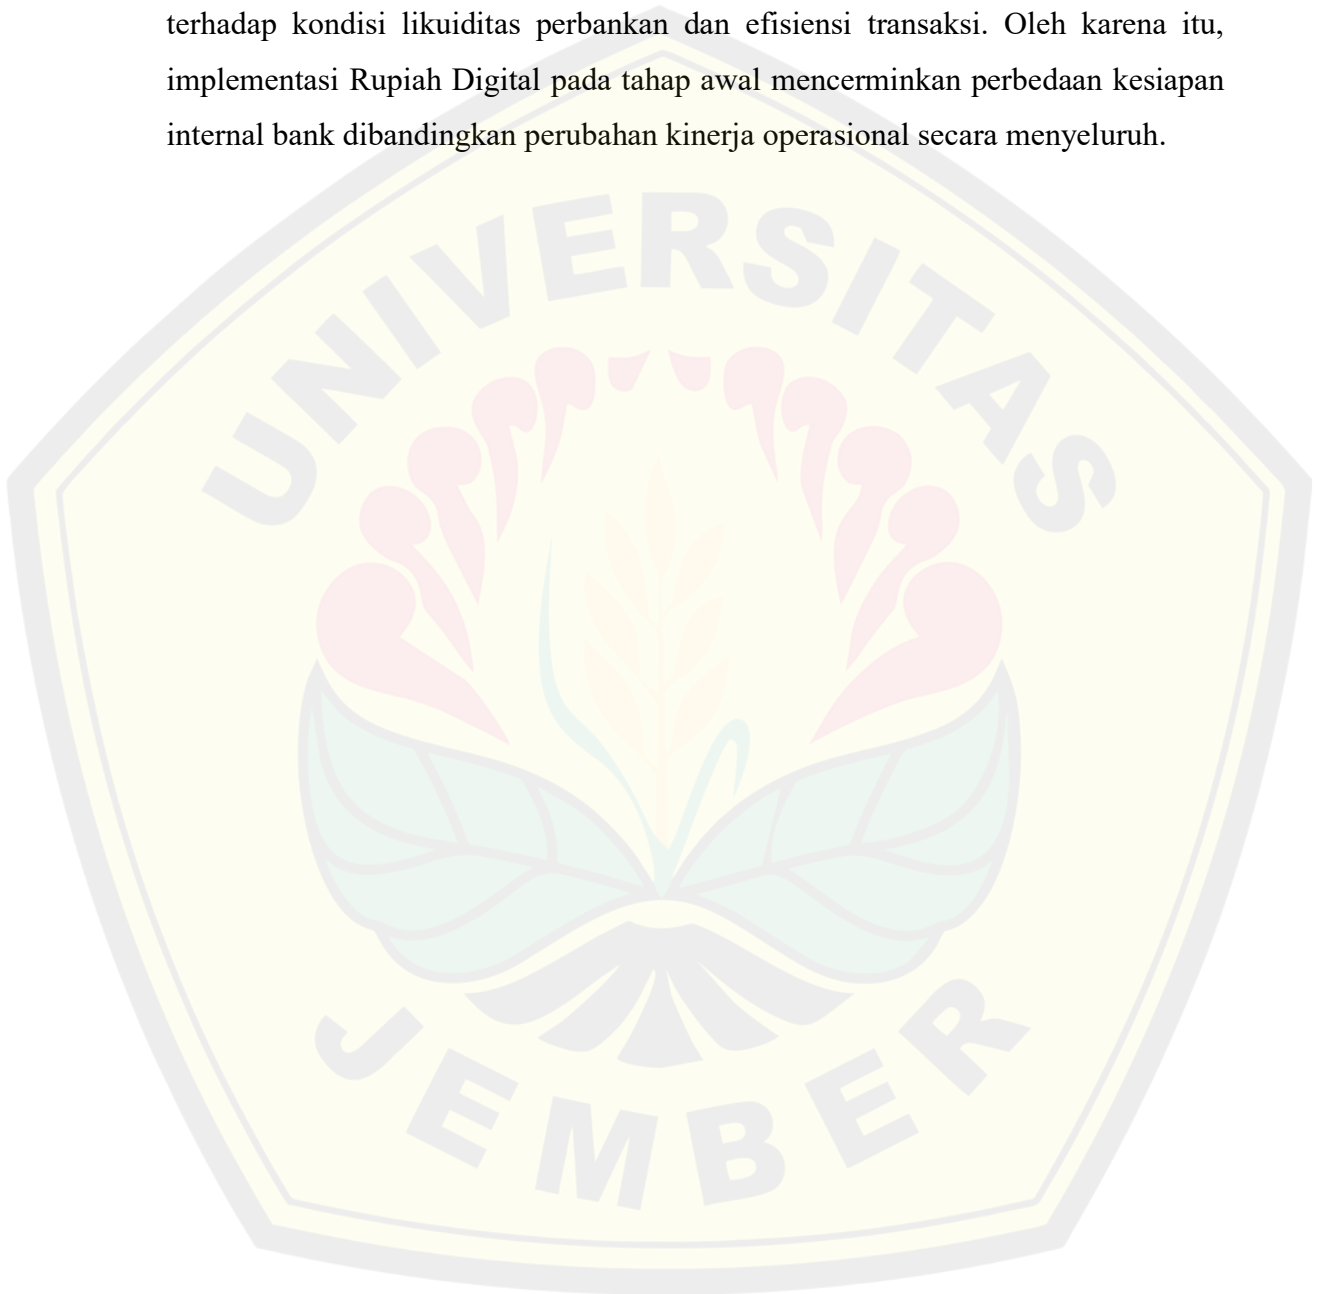 terhadap kondisi likuiditas perbankan dan efisiensi transaksi. Oleh karena itu,
implementasi Rupiah Digital pada tahap awal mencerminkan perbedaan kesiapan
internal bank dibandingkan perubahan kinerja operasional secara menyeluruh.
UNIVERSITAS
JEMBER